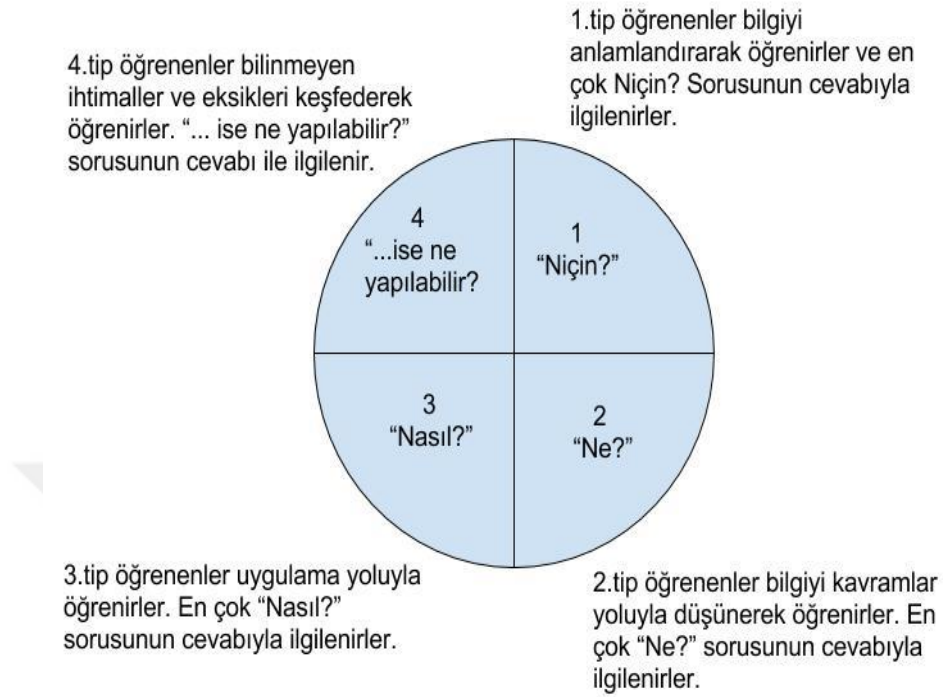 1.tip öğrenenler bilgiyi
anlamlandırarak öğrenirler ve en
çok Niçin? Sorusunun cevabıyla
ilgilenirler.
4.tip öğrenenler bilinmeyen
ihtimaller ve eksikleri keşfederek
öğrenirler. “... ise ne yapılabilir?”
sorusunun cevabı ile ilgilenir.
4
“...ise ne
yapılabilir?
1
“Niçin?”
3
“Nasıl?”
2
“Ne?”
3.tip öğrenenler uygulama yoluyla
öğrenirler. En çok “Nasıl?”
sorusunun cevabıyla ilgilenirler.
2.tip öğrenenler bilgiyi kavramlar
yoluyla düşünerek öğrenirler. En
çok “Ne?” sorusunun cevabıyla
ilgilenirler.